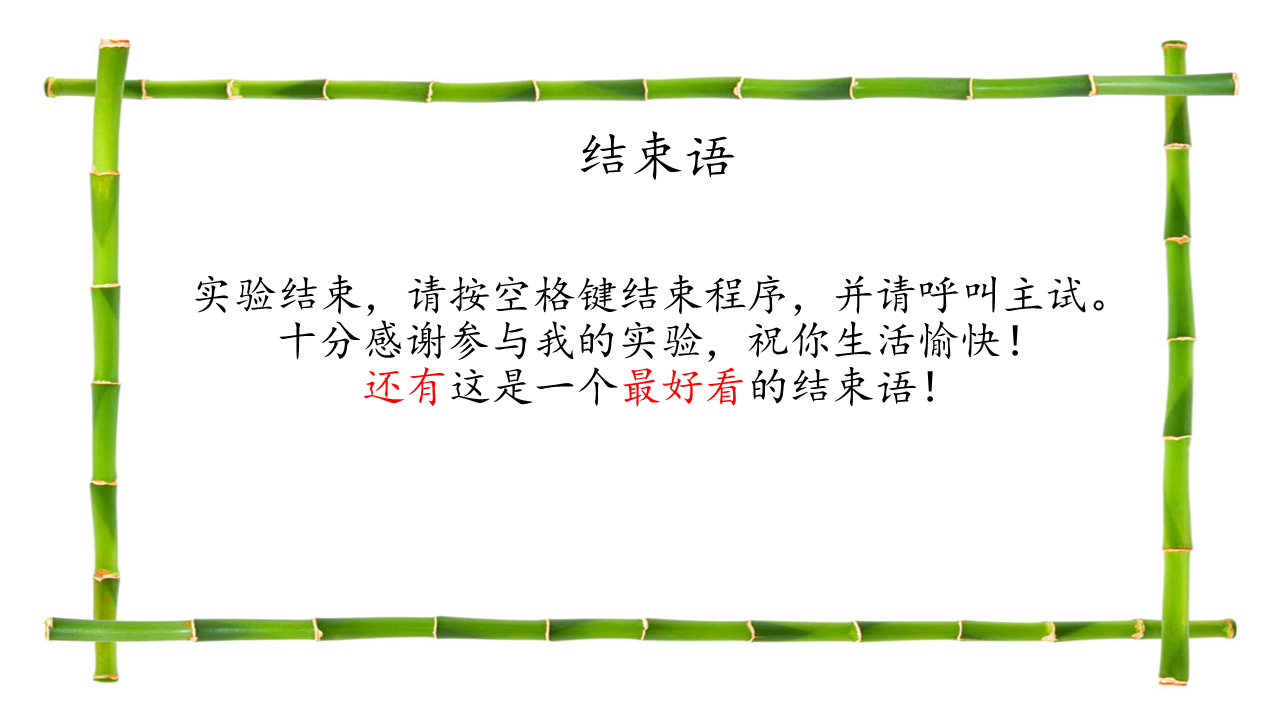 结束语
实验结束，请按空格键结束程序，并请呼叫主试。
十分感谢参与我的实验，祝你生活愉快！
还有这是一个最好看的结束语！